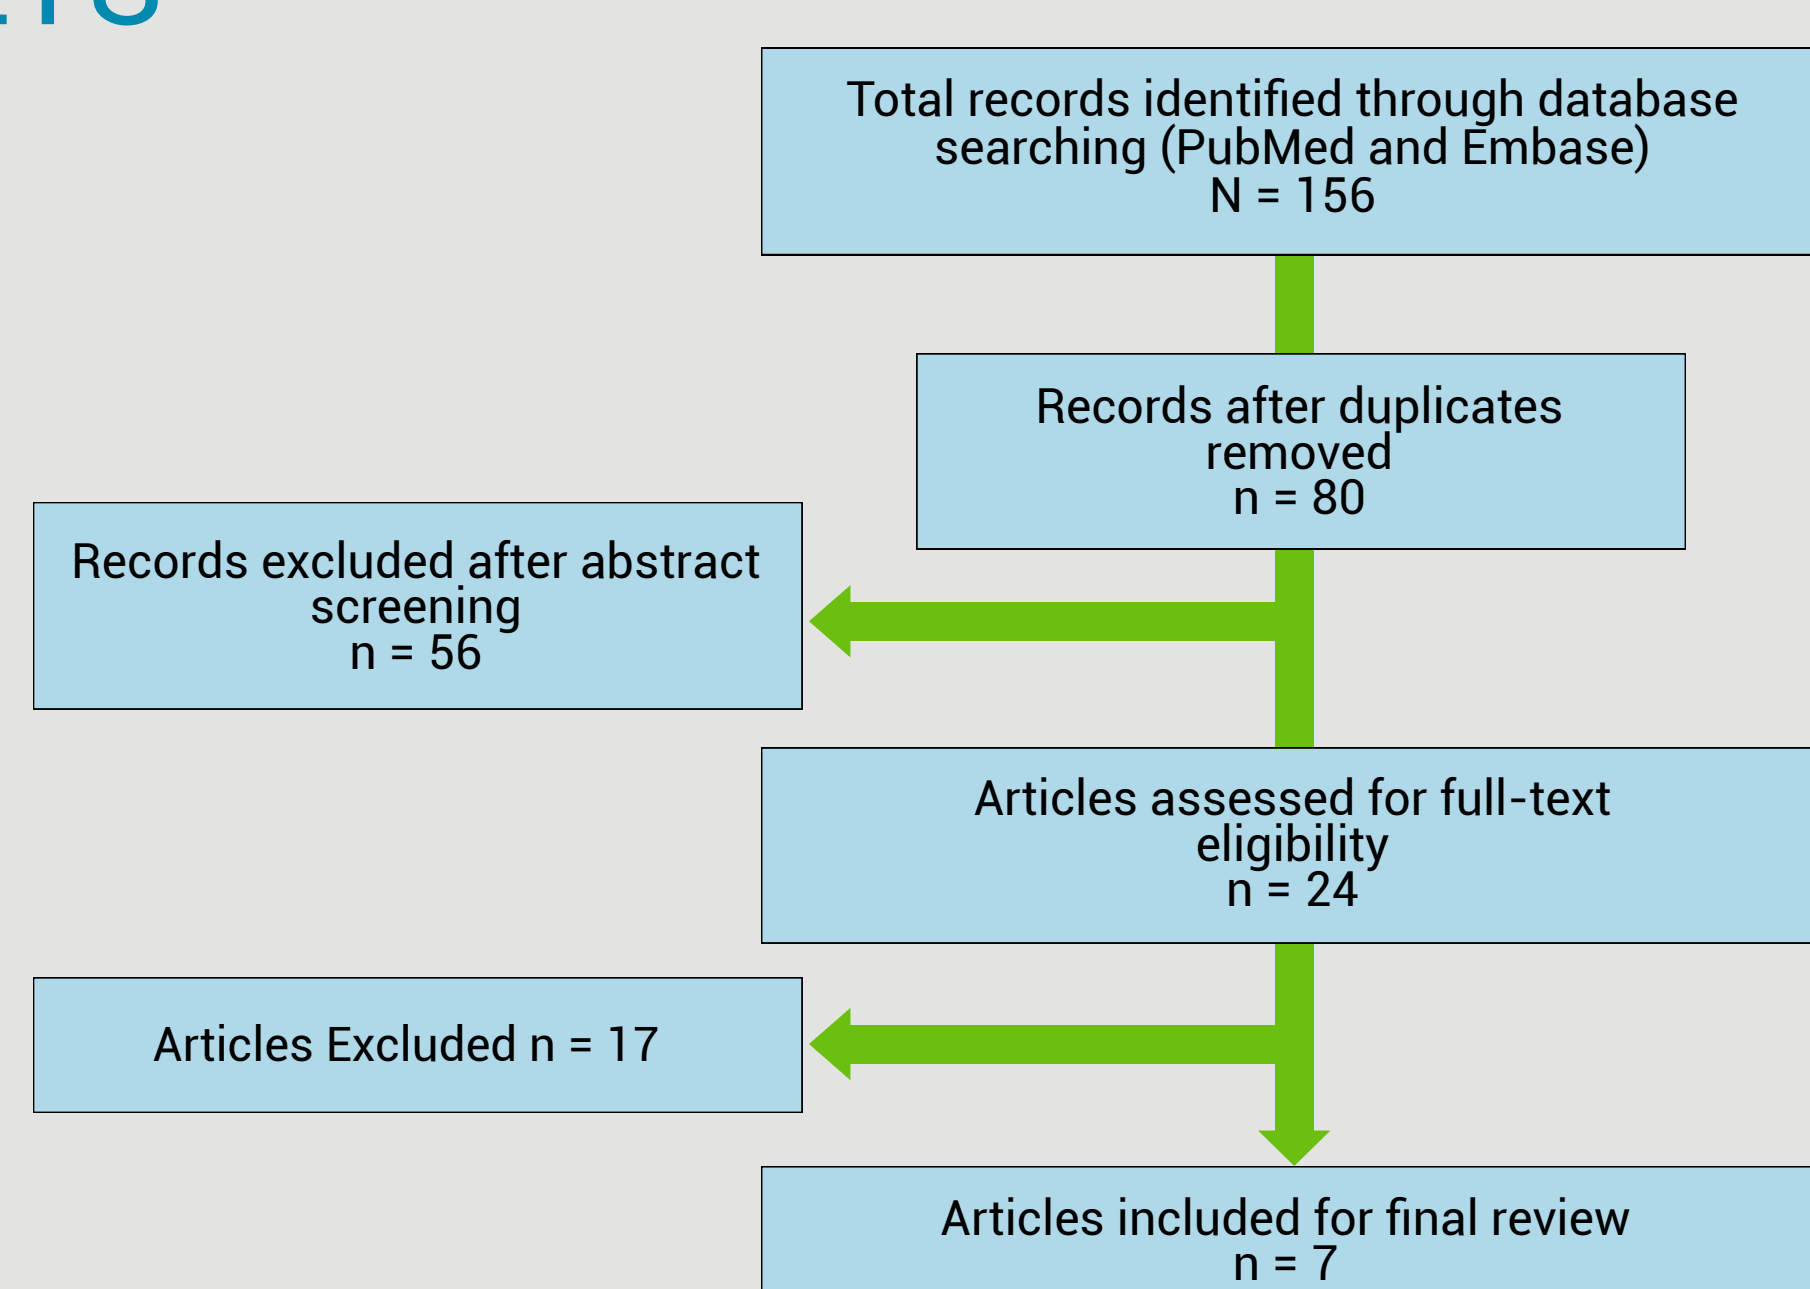 Total records identified through database
searching (PubMed and Embase)
N = 156
Records after duplicates
removed
n = 80
Records excluded after abstract
screening
n = 56
Articles assessed for full-text
eligibility
n = 24
Articles Excluded n = 17
Articles included for final review
n = 7